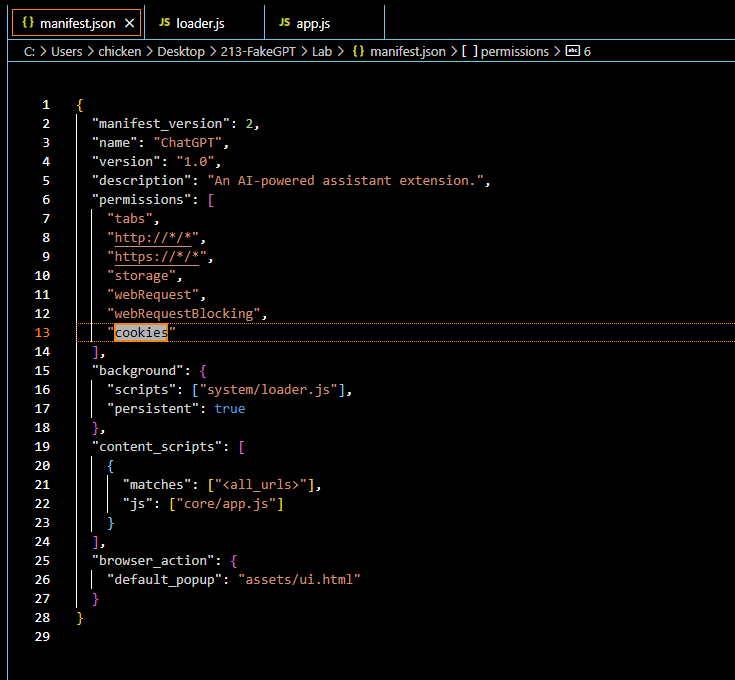 {} manifest.json ×
JS loader.js
JS app.js
C: > Users > chicken > Desktop > 213-FakeGPT > Lab > {} manifest.json > [ ] permissions > abc 6
1 {
2 "manifest_version": 2,
3 "name": "ChatGPT",
4 "version": "1.0",
5 "description": "An AI-powered assistant extension.",
6 "permissions": [
7 "tabs",
8 "http://*/*",
9 "https://*/*",
10 "storage",
11 "webRequest",
12 "webRequestBlocking",
13 "cookies"
14 ],
15 "background": {
16 "scripts": ["system/loader.js"],
17 "persistent": true
18 },
19 "content_scripts": [
20 {
21 "matches": ["<all_urls>"],
22 "js": ["core/app.js"]
23 }
24 ],
25 "browser_action": {
26 "default_popup": "assets/ui.html"
27 }
28 }
29